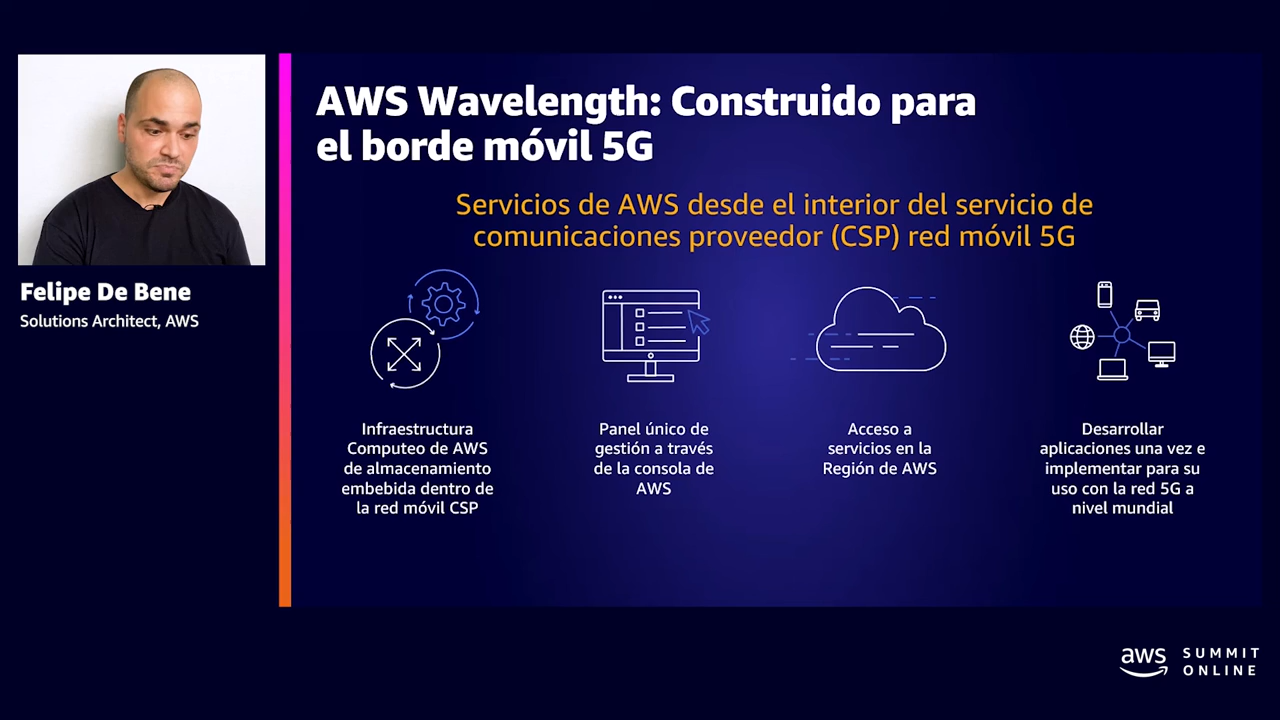 AWS Wavelength: Construido para
el borde móvil 5G
Servicios de AWS desde el interior del servicio de
comunicaciones proveedor (CSP) red móvil 5G
Felipe De Bene
Solutions Architect, AWS
Infraestructura
Computeo de AWS
de almacenamiento
embebida dentro de
la red móvil CSP
Panel único de
gestión a través
de la consola de
AWS
Acceso a
servicios en la
Región de AWS
Desarrollar
aplicaciones una vez e
implementar para su
uso con la red 5G a
nivel mundial
aws
SUMMIT
ONLINE